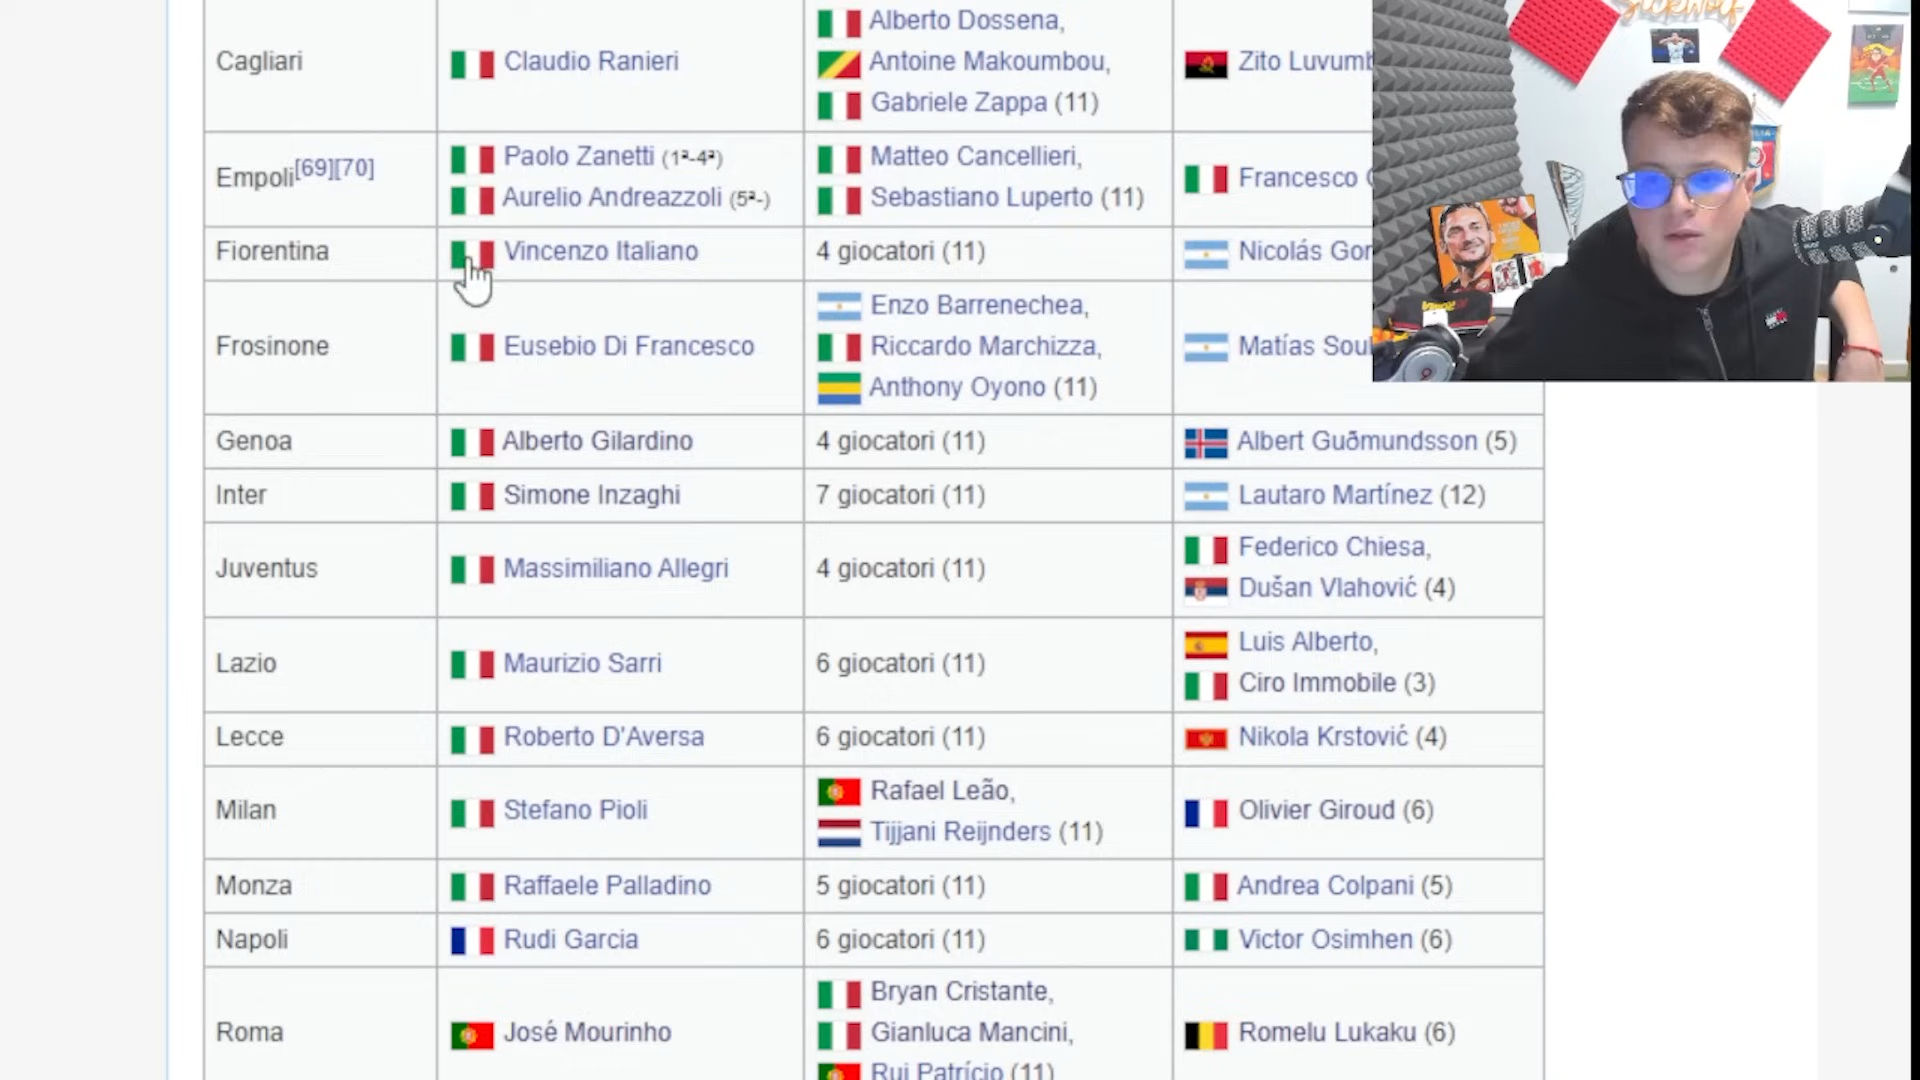 Cagliari
Claudio Ranieri
Alberto Dossena,
Antoine Makoumbou,
Gabriele Zappa (11)
Zito
Empoli[69][70]
Paolo Zanetti (1ª-4ª)
Aurelio Andreazzoli (5ª-)
Matteo Cancellieri,
Sebastiano Luperto (11)
Francesco
Fiorentina
Vincenzo Italiano
4 giocatori (11)
Nicolás
Frosinone
Eusebio Di Francesco
Enzo Barrenechea,
Riccardo Marchizza,
Anthony Oyono (11)
Matías
Genoa
Alberto Gilardino
4 giocatori (11)
Albert Guðmundsson (5)
Inter
Simone Inzaghi
7 giocatori (11)
Lautaro Martínez (12)
Juventus
Massimiliano Allegri
4 giocatori (11)
Federico Chiesa,
Dušan Vlahović (4)
Lazio
Maurizio Sarri
6 giocatori (11)
Luis Alberto,
Ciro Immobile (3)
Lecce
Roberto D'Aversa
6 giocatori (11)
Nikola Krstović (4)
Milan
Stefano Pioli
Rafael Leão,
Tijjani Reijnders (11)
Olivier Giroud (6)
Monza
Raffaele Palladino
5 giocatori (11)
Andrea Colpani (5)
Napoli
Rudi Garcia
6 giocatori (11)
Victor Osimhen (6)
Roma
José Mourinho
Bryan Cristante,
Gianluca Mancini,
Rui Patrício (11)
Romelu Lukaku (6)